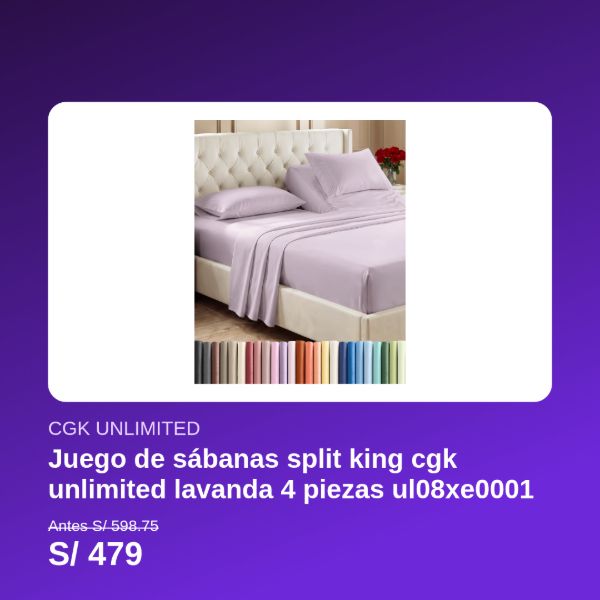 CGK UNLIMITED
Juego de sábanas split king cgk
unlimited lavanda 4 piezas ul08xe0001
Antes S/ 598.75
S/ 479